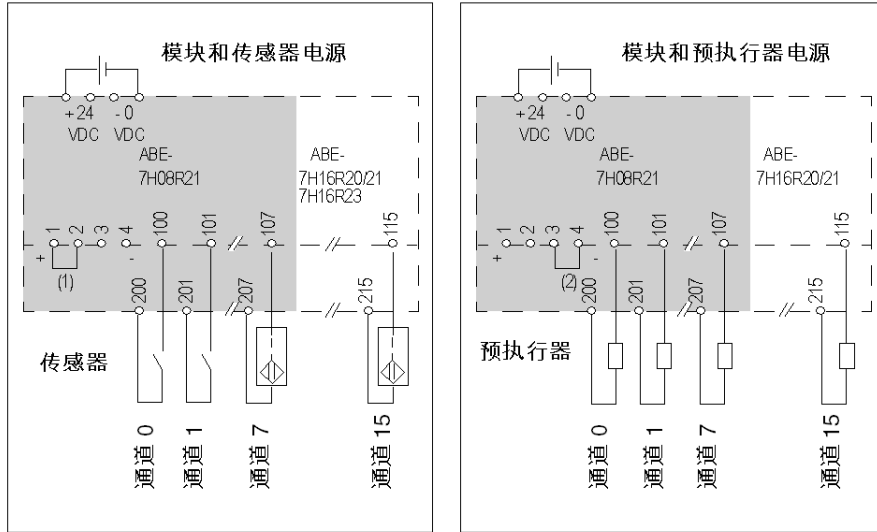 模块和传感器电源
+24 -0
VDC VDC
ABE-
7H08R21
ABE-
7H16R20/21
7H16R23
1 2 3 4 100 101 107 115
+ -
(1)
200 201 207 215
传感器
通道 0 通道 1 通道 7 通道 15
模块和预执行器电源
+24 -0
VDC VDC
ABE-
7H08R21
ABE-
7H16R20/21
1 2 3 4 100 101 107 115
+ -
(2)
200 201 207 215
预执行器
通道 0 通道 1 通道 7 通道 15